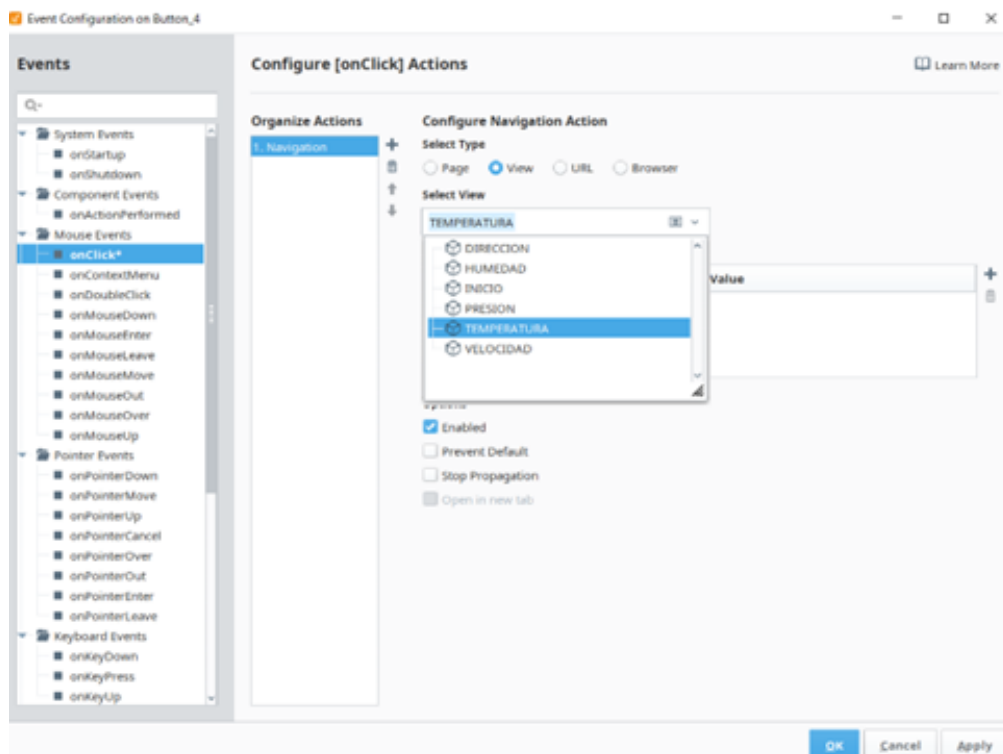 Event Configuration on Button_4
Events
Configure [onClick] Actions
Learn More
System Events
onStartup
onShutdown
Component Events
onActionPerformed
Mouse Events
onClick*
onContextMenu
onDoubleClick
onMouseDown
onMouseEnter
onMouseLeave
onMouseMove
onMouseOut
onMouseOver
onMouseUp
Pointer Events
onPointerDown
onPointerMove
onPointerUp
onPointerCancel
onPointerOver
onPointerOut
onPointerEnter
onPointerLeave
Keyboard Events
onKeyDown
onKeyPress
onKeyUp
Organize Actions
1. Navigation
Configure Navigation Action
Select Type
Page View URL Browser
Select View
TEMPERATURA
DIRECCION
HUMEDAD
INICIO
PRESION
TEMPERATURA
VELOCIDAD
Value
Enabled
Prevent Default
Stop Propagation
Open in new tab
OK Cancel Apply